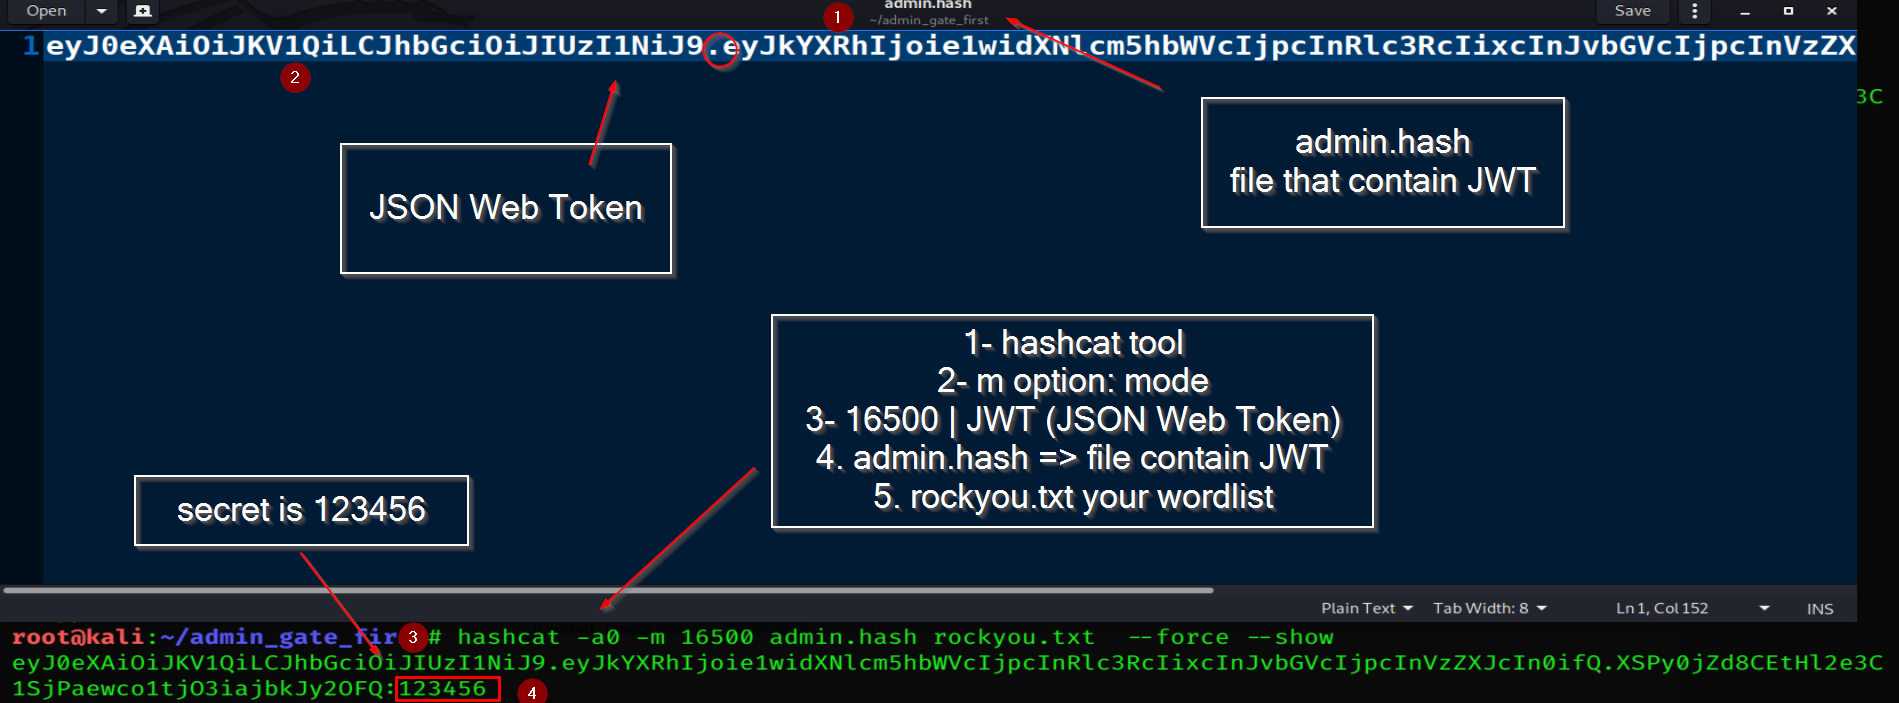 Open
admin.hash
~/admin_gate_first
Save
1
1 eyJ0eXAiOiJKV1QiLCJhbGciOiJIUzI1NiJ9.eyJkYXRhIjoie1widXNlcm5hbWVcIjpcInRlc3RcIixcInJvbGVcIjpcInVzZX
2
3C
JSON Web Token
admin.hash
file that contain JWT
1- hashcat tool
2- m option: mode
3- 16500 | JWT (JSON Web Token)
4. admin.hash => file contain JWT
5. rockyou.txt your wordlist
secret is 123456
Plain Text Tab Width: 8 Ln 1, Col 152 INS
root@kali:~/admin_gate_fir 3 # hashcat -a0 -m 16500 admin.hash rockyou.txt --force --show
eyJ0eXAiOiJKV1QiLCJhbGciOiJIUzI1NiJ9.eyJkYXRhIjoie1widXNlcm5hbWVcIjpcInRlc3RcIixcInJvbGVcIjpcInVzZXJcIn0ifQ.XSPy0jZd8CEtHl2e3C
1SjPaewco1tjO3iajbkJy2OFQ:123456
4